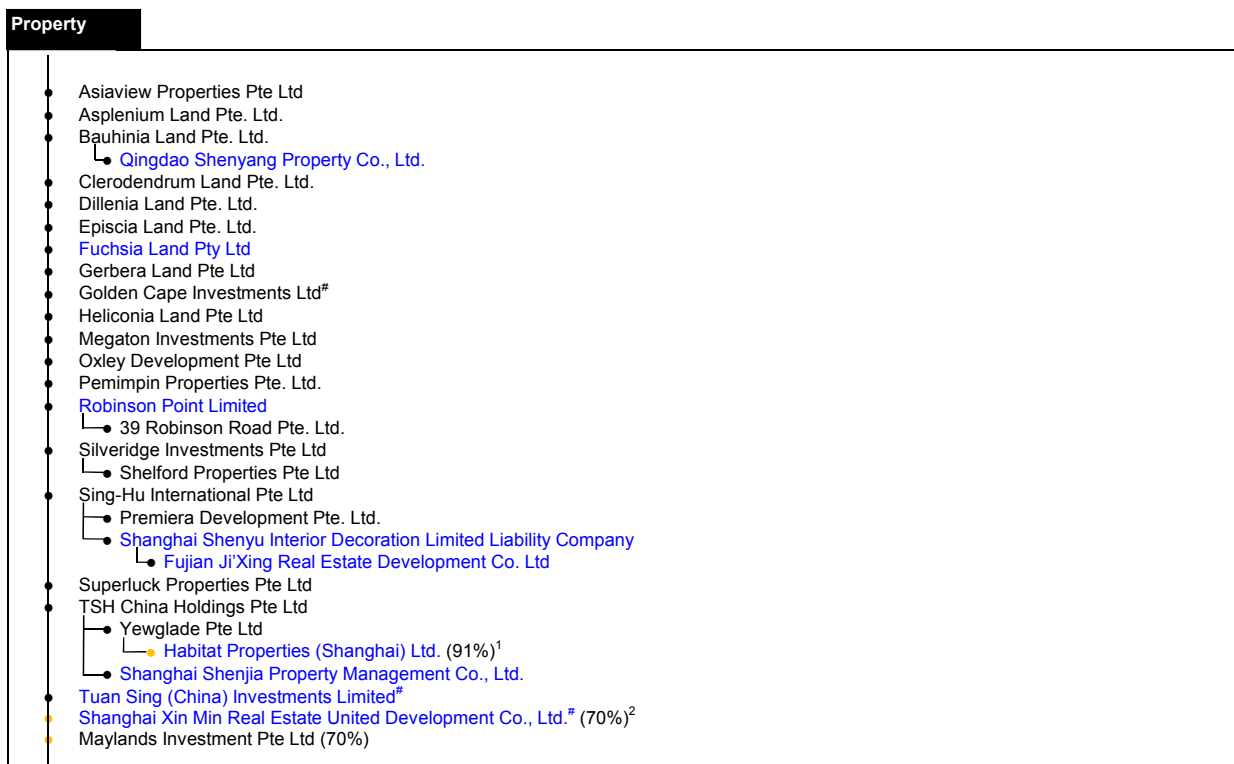 Property
Asiaview Properties Pte Ltd
Asplenium Land Pte. Ltd.
Bauhinia Land Pte. Ltd.
Qingdao Shenyang Property Co., Ltd.
Clerodendrum Land Pte. Ltd.
Dillenia Land Pte. Ltd.
Episcia Land Pte. Ltd.
Fuchsia Land Pty Ltd
Gerbera Land Pte Ltd
Golden Cape Investments Ltd#
Heliconia Land Pte Ltd
Megaton Investments Pte Ltd
Oxley Development Pte Ltd
Pemimpin Properties Pte. Ltd.
Robinson Point Limited
39 Robinson Road Pte. Ltd.
Silveridge Investments Pte Ltd
Shelford Properties Pte Ltd
Sing-Hu International Pte Ltd
Premiera Development Pte. Ltd.
Shanghai Shenyu Interior Decoration Limited Liability Company
Fujian Ji’Xing Real Estate Development Co. Ltd
Superluck Properties Pte Ltd
TSH China Holdings Pte Ltd
Yewglade Pte Ltd
Habitat Properties (Shanghai) Ltd. (91%)1
Shanghai Shenjia Property Management Co., Ltd.
Tuan Sing (China) Investments Limited#
Shanghai Xin Min Real Estate United Development Co., Ltd.# (70%)2
Maylands Investment Pte Ltd (70%)